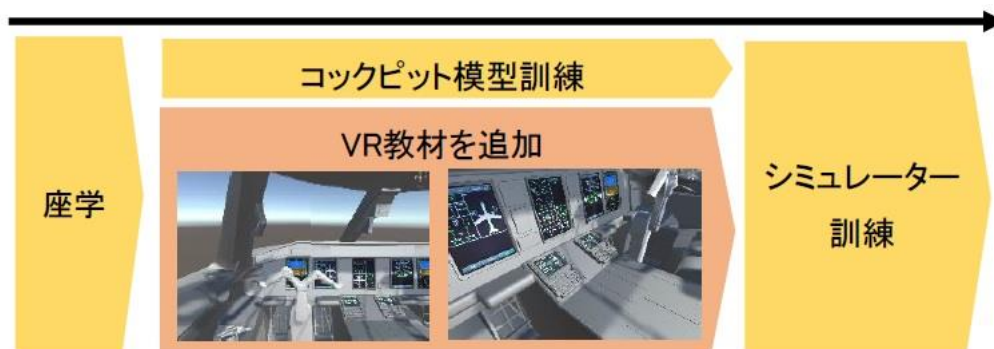 座学
コックピット模型訓練
VR教材を追加
シミュレーター
訓練